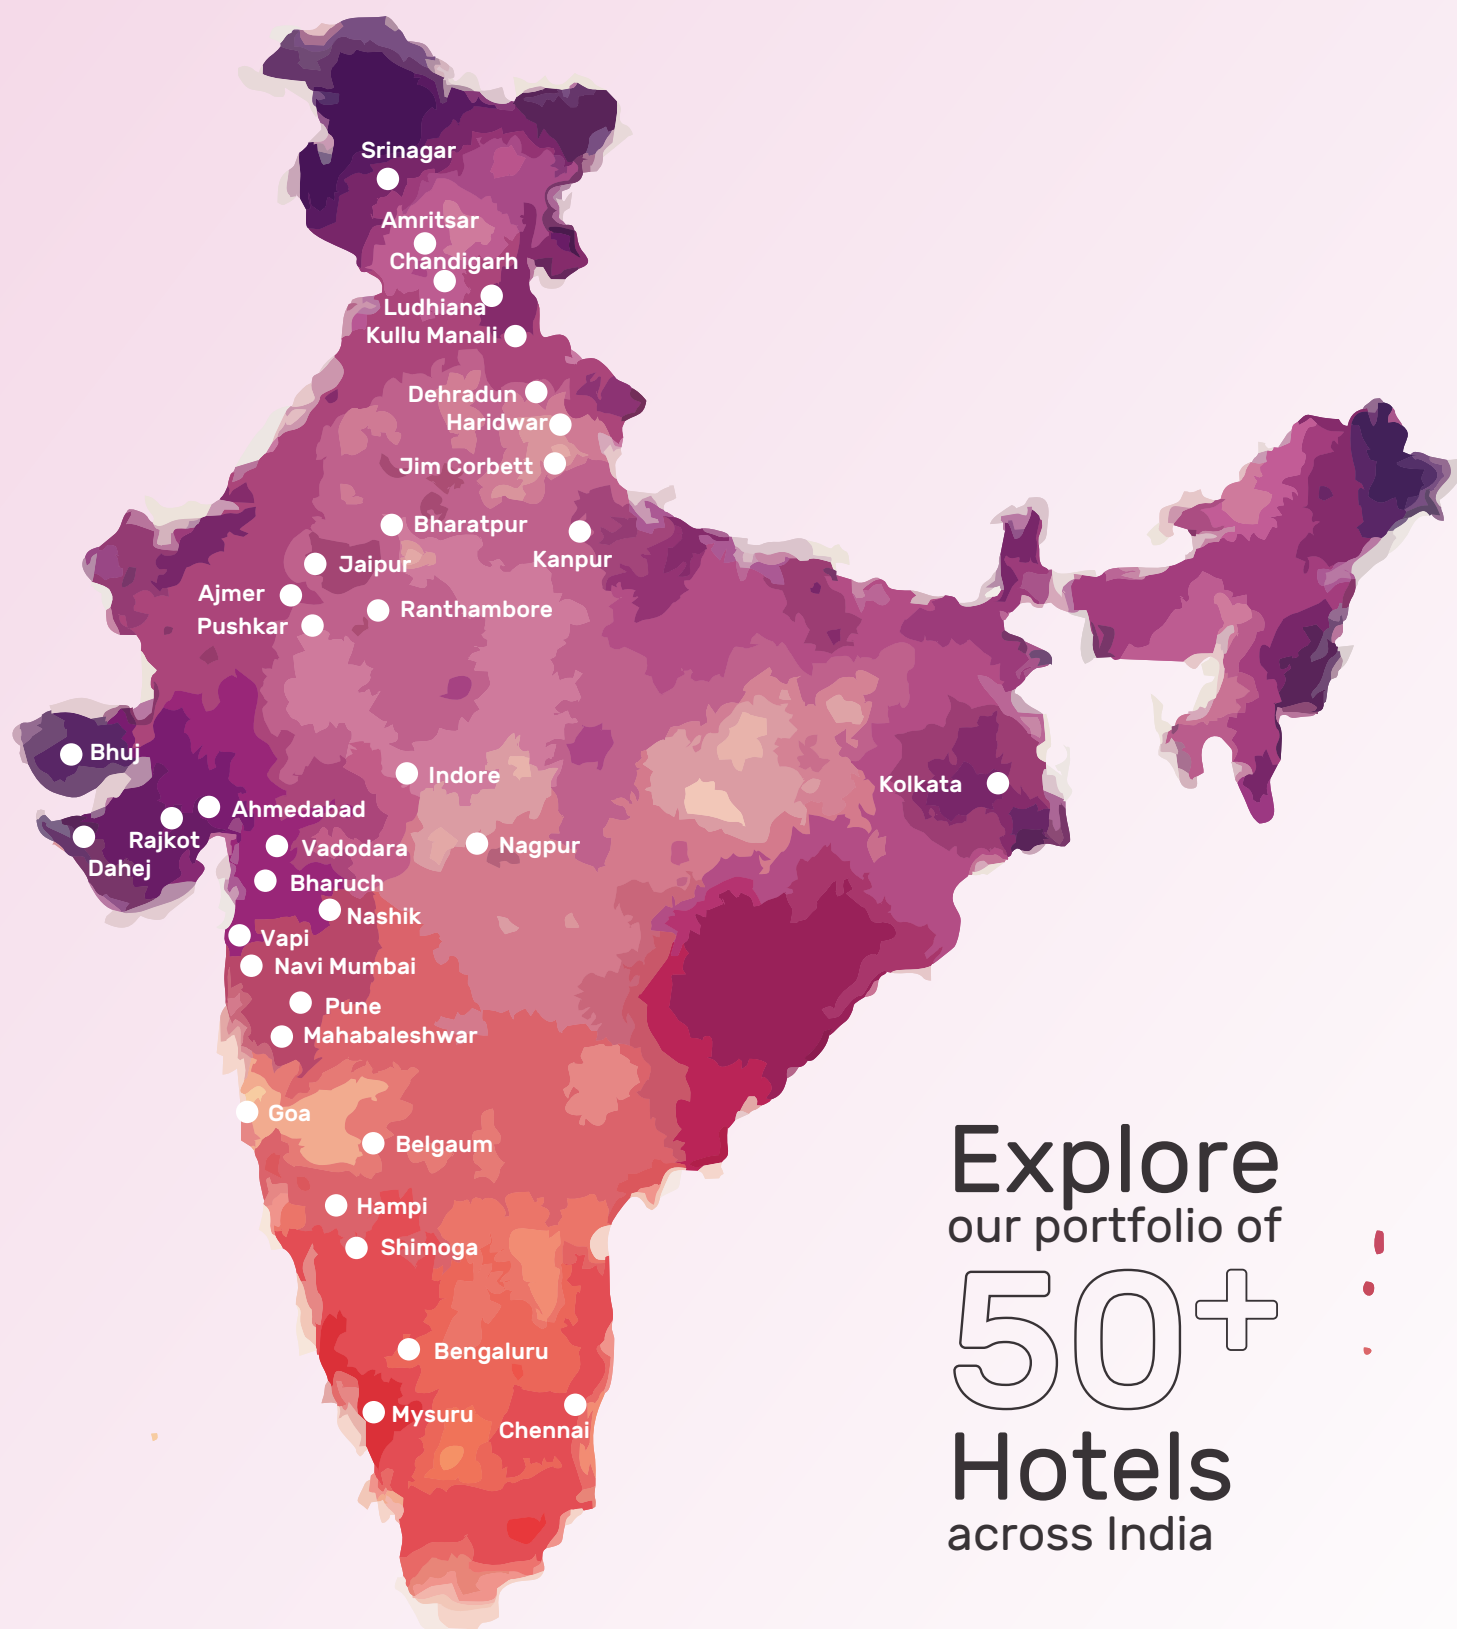 Srinagar
Amritsar
Chandigarh
Ludhiana
Kullu Manali
Dehradun
Haridwar
Jim Corbett
Bharatpur
Kanpur
Jaipur
Ajmer
Ranthambore
Pushkar
Bhuj
Indore
Kolkata
Ahmedabad
Rajkot
Vadodara
Nagpur
Dahej
Bharuch
Nashik
Vapi
Navi Mumbai
Pune
Mahabaleshwar
Goa
Belgaum
Hampi
Shimoga
Bengaluru
Mysuru
Chennai
Explore
our portfolio of
50+
Hotels
across India